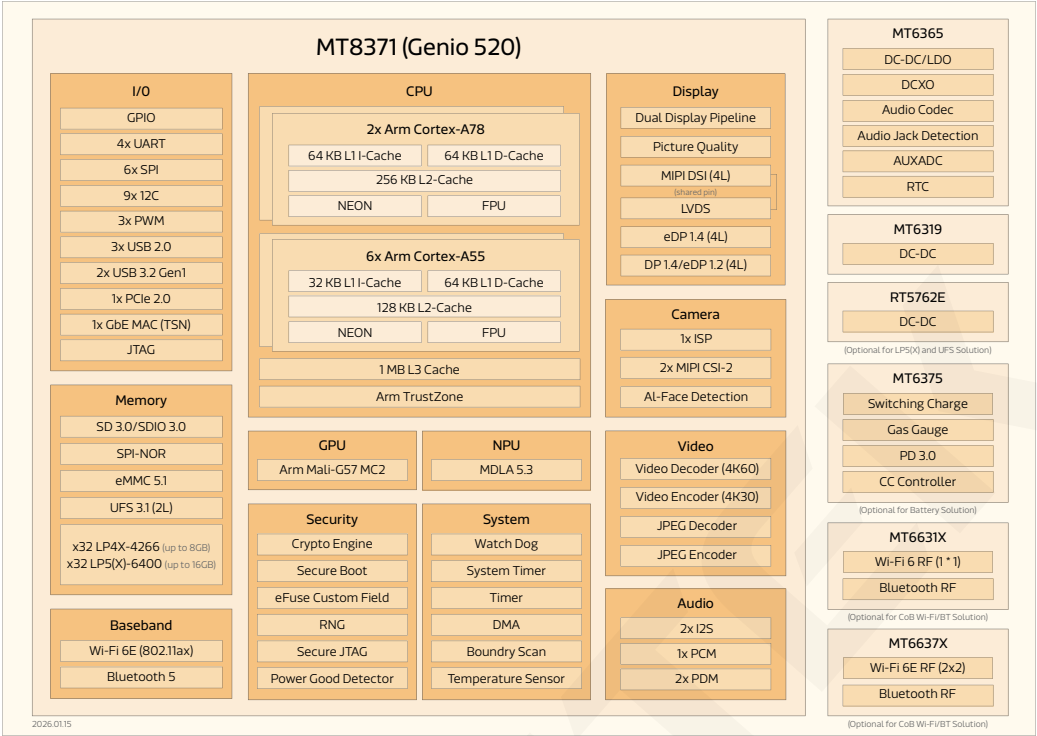 MT8371 (Genio 520)
I/0
GPIO
4x UART
6x SPI
9x 12C
3x PWM
3x USB 2.0
2x USB 3.2 Gen1
1x PCIe 2.0
1x GbE MAC (TSN)
JTAG
Memory
SD 3.0/SDIO 3.0
SPI-NOR
eMMC 5.1
UFS 3.1 (2L)
x32 LP4X-4266 (up to 8GB)
x32 LP5(X)-6400 (up to 16GB)
Baseband
Wi-Fi 6E (802.11ax)
Bluetooth 5
CPU
2x Arm Cortex-A78
64 KB L1 I-Cache
64 KB L1 D-Cache
256 KB L2-Cache
NEON
FPU
6x Arm Cortex-A55
32 KB L1 I-Cache
64 KB L1 D-Cache
128 KB L2-Cache
NEON
FPU
1 MB L3 Cache
Arm TrustZone
GPU
Arm Mali-G57 MC2
NPU
MDLA 5.3
Security
Crypto Engine
Secure Boot
eFuse Custom Field
RNG
Secure JTAG
Power Good Detector
System
Watch Dog
System Timer
Timer
DMA
Boundry Scan
Temperature Sensor
Display
Dual Display Pipeline
Picture Quality
MIPI DSI (4L)
(shared pin)
LVDS
eDP 1.4 (4L)
DP 1.4/eDP 1.2 (4L)
Camera
1x ISP
2x MIPI CSI-2
Al-Face Detection
Video
Video Decoder (4K60)
Video Encoder (4K30)
JPEG Decoder
JPEG Encoder
Audio
2x I2S
1x PCM
2x PDM
MT6365
DC-DC/LDO
DCXO
Audio Codec
Audio Jack Detection
AUXADC
RTC
MT6319
DC-DC
RT5762E
DC-DC
(Optional for LP5(X) and UFS Solution)
MT6375
Switching Charge
Gas Gauge
PD 3.0
CC Controller
(Optional for Battery Solution)
MT6631X
Wi-Fi 6 RF (1 * 1)
Bluetooth RF
(Optional for CoB Wi-Fi/BT Solution)
MT6637X
Wi-Fi 6E RF (2x2)
Bluetooth RF
(Optional for CoB Wi-Fi/BT Solution)
2026.01.15